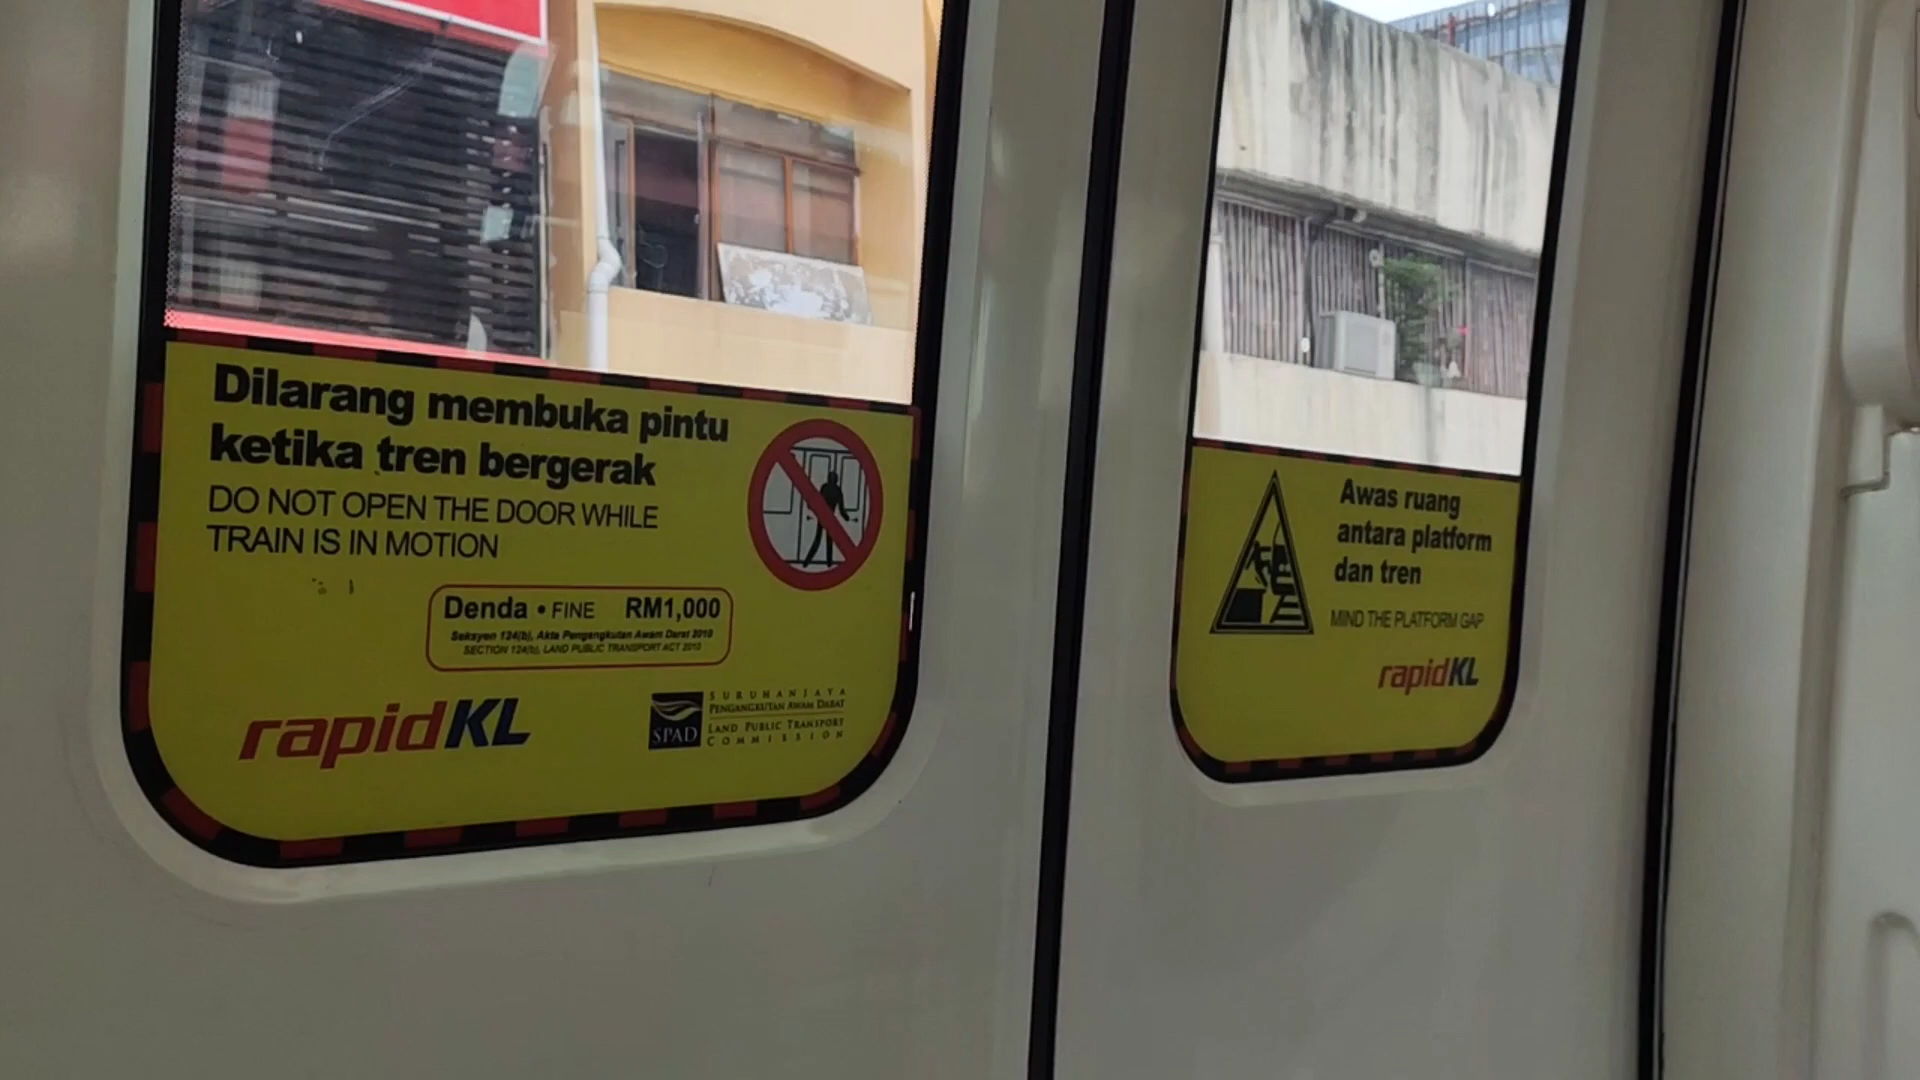 Dilarang membuka pintu
ketika tren bergerak
DO NOT OPEN THE DOOR WHILE
TRAIN IS IN MOTION
Denda • FINE RM1,000
Seksyen 124(b), Akta Pengangkutan Awam Darat 2010
SECTION 124(b), LAND PUBLIC TRANSPORT ACT 2010
rapidKL
SPAD
SURUHANJAYA
PENGANGKUTAN AWAM DARAT
LAND PUBLIC TRANSPORT
COMMISSION
Awas ruang
antara platform
dan tren
MIND THE PLATFORM GAP
rapidKL